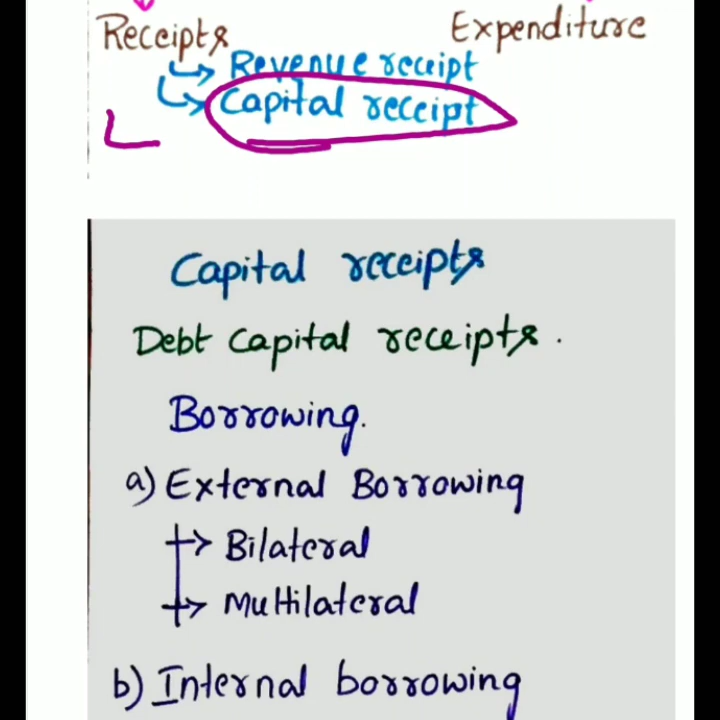 Receipts
Expenditure
Revenue receipt
Capital receipt
Capital receipts
Debt capital receipts.
Borrowing.
a) External Borrowing
Bilateral
Multilateral
b) Internal borrowing